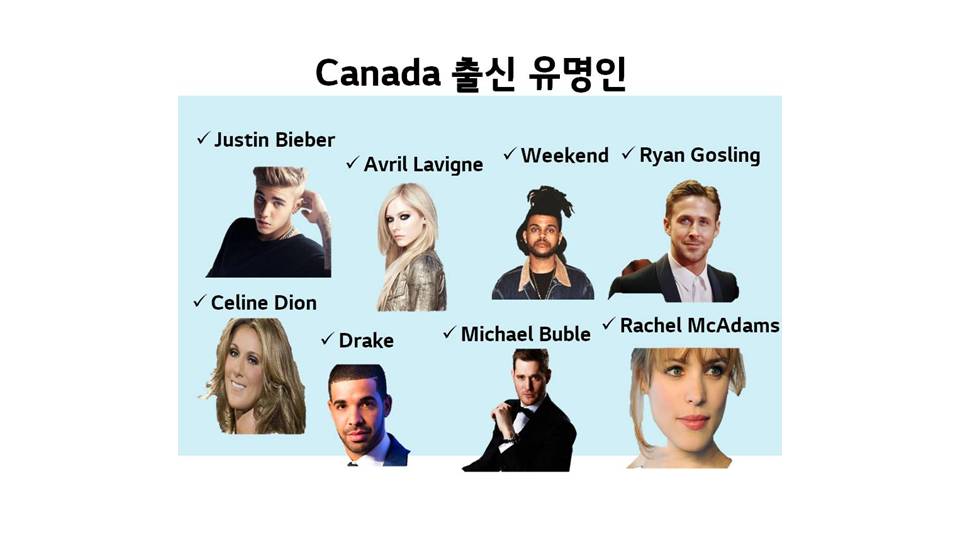 Canada 출신 유명인
✓ Justin Bieber
✓ Avril Lavigne
✓ Weekend
✓ Ryan Gosling
✓ Celine Dion
✓ Drake
✓ Michael Buble
✓ Rachel McAdams